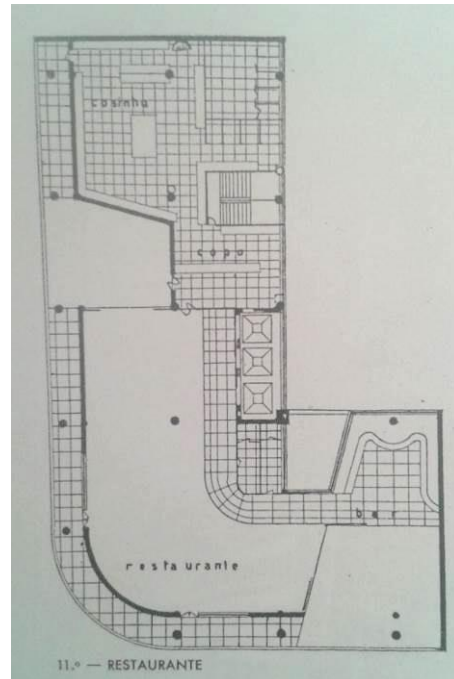 cosinha
copa
bar
restaurante
11.º — RESTAURANTE